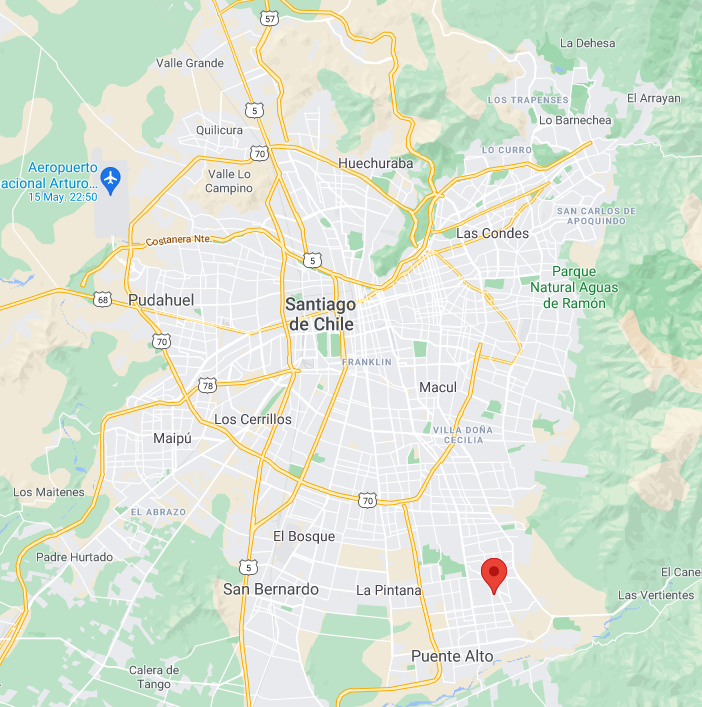 57
La Dehesa
Valle Grande
LOS TRAPENSES
El Arrayan
5
Lo Barnechea
Quilicura
LO CURRO
70
Huechuraba
Aeropuerto
nacional Arturo...
15 May. 22:50
Valle Lo
Campino
SAN CARLOS DE
APOQUINDO
Las Condes
Costanera Nte.
5
Parque
Natural Aguas
de Ramón
68
Pudahuel
Santiago
de Chile
70
FRANKLIN
78
Macul
Los Cerrillos
Maipú
VILLA DOÑA
CECILIA
Los Maitenes
70
EL ABRAZO
El Bosque
Padre Hurtado
5
El Cane
San Bernardo
La Pintana
Las Vertientes
Puente Alto
Calera de
Tango